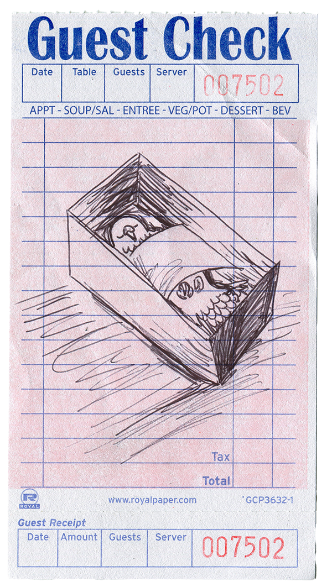 Guest Check
Date Table Guests Server 007502
APPT - SOUP/SAL - ENTREE - VEG/POT - DESSERT - BEV
Tax
Total
R
ROYAL
www.royalpaper.com
GCP3632-1
Guest Receipt
Date Amount Guests Server 007502